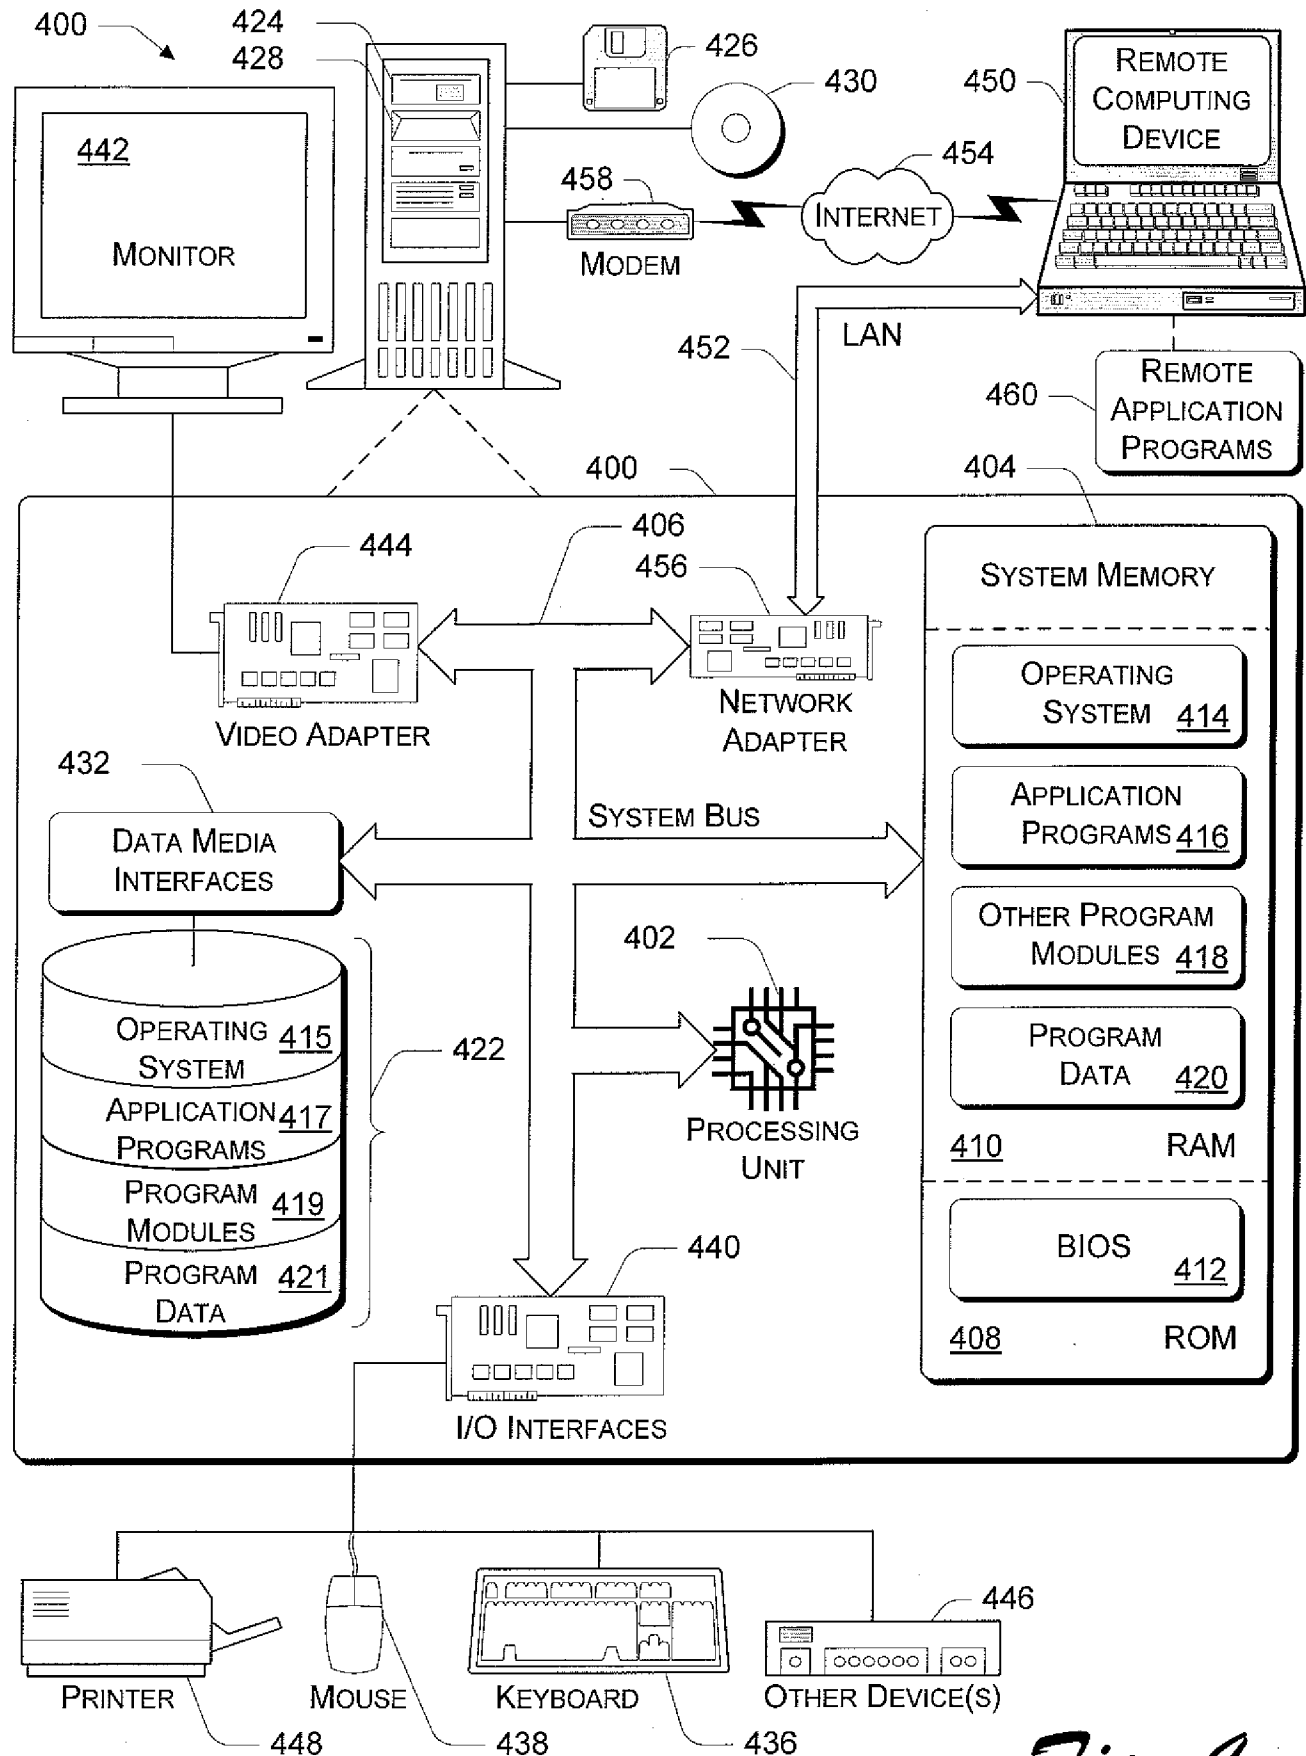 400
424
428
426
430
450
REMOTE
COMPUTING
DEVICE
442
MONITOR
458
MODEM
454
INTERNET
452
LAN
460
REMOTE
APPLICATION
PROGRAMS
400
404
406
444
456
VIDEO ADAPTER
NETWORK
ADAPTER
SYSTEM MEMORY
OPERATING
SYSTEM 414
APPLICATION
PROGRAMS 416
OTHER PROGRAM
MODULES 418
PROGRAM
DATA 420
410 RAM
BIOS
412
408 ROM
432
DATA MEDIA
INTERFACES
SYSTEM BUS
402
PROCESSING
UNIT
OPERATING
SYSTEM 415
APPLICATION
PROGRAMS 417
PROGRAM
MODULES 419
PROGRAM
DATA 421
422
440
I/O INTERFACES
446
PRINTER
MOUSE
KEYBOARD
OTHER DEVICE(S)
448
438
436